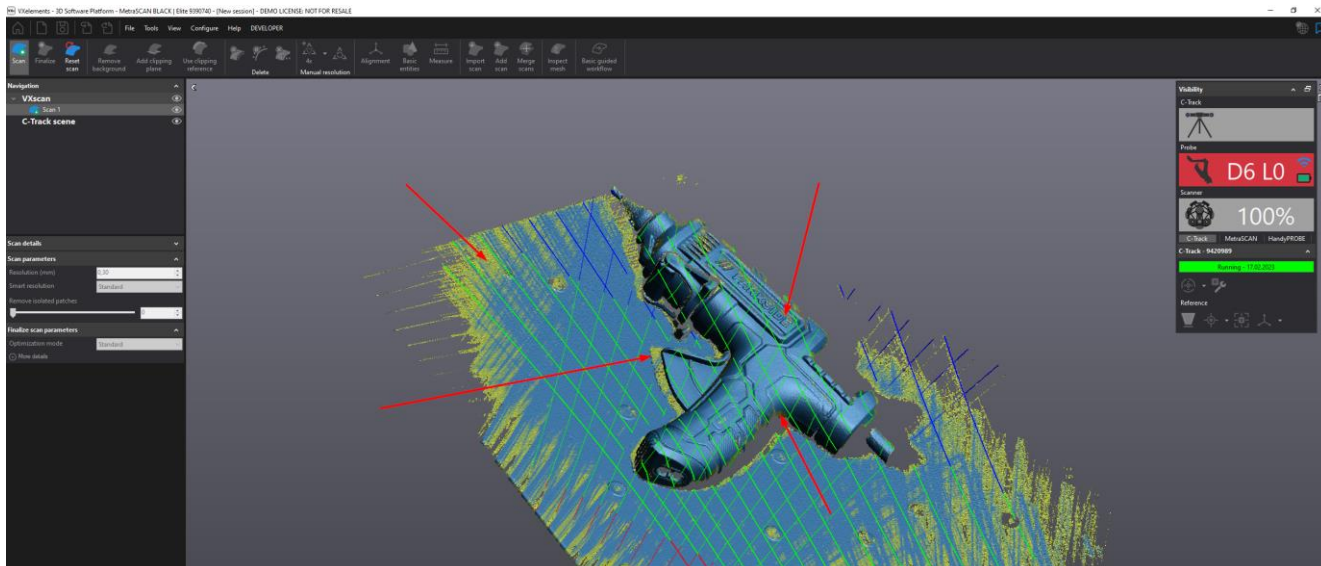 VXelements - 3D Software Platform - MetraSCAN BLACK | Elite 9390740 - [New session] - DEMO LICENSE: NOT FOR RESALE
File Tools View Configure Help DEVELOPER
Scan Finalize Reset scan Remove background Add clipping plane Use clipping reference 4x Alignment Basic entities Measure Import scan Add scan Merge scans Inspect mesh Basic guided workflow
Delete Manual resolution
Navigation
VXscan
Scan 1
C-Track scene
Scan details
Scan parameters
Resolution (mm) 0,30
Smart resolution Standard
Remove isolated patches
0
Finalize scan parameters
Optimization mode Standard
More details
Visibility
C-Track
Probe
D6 L0
Scanner
100%
C-Track MetraSCAN HandyPROBE
C-Track - 9420989
Running - 17.02.2023
Reference